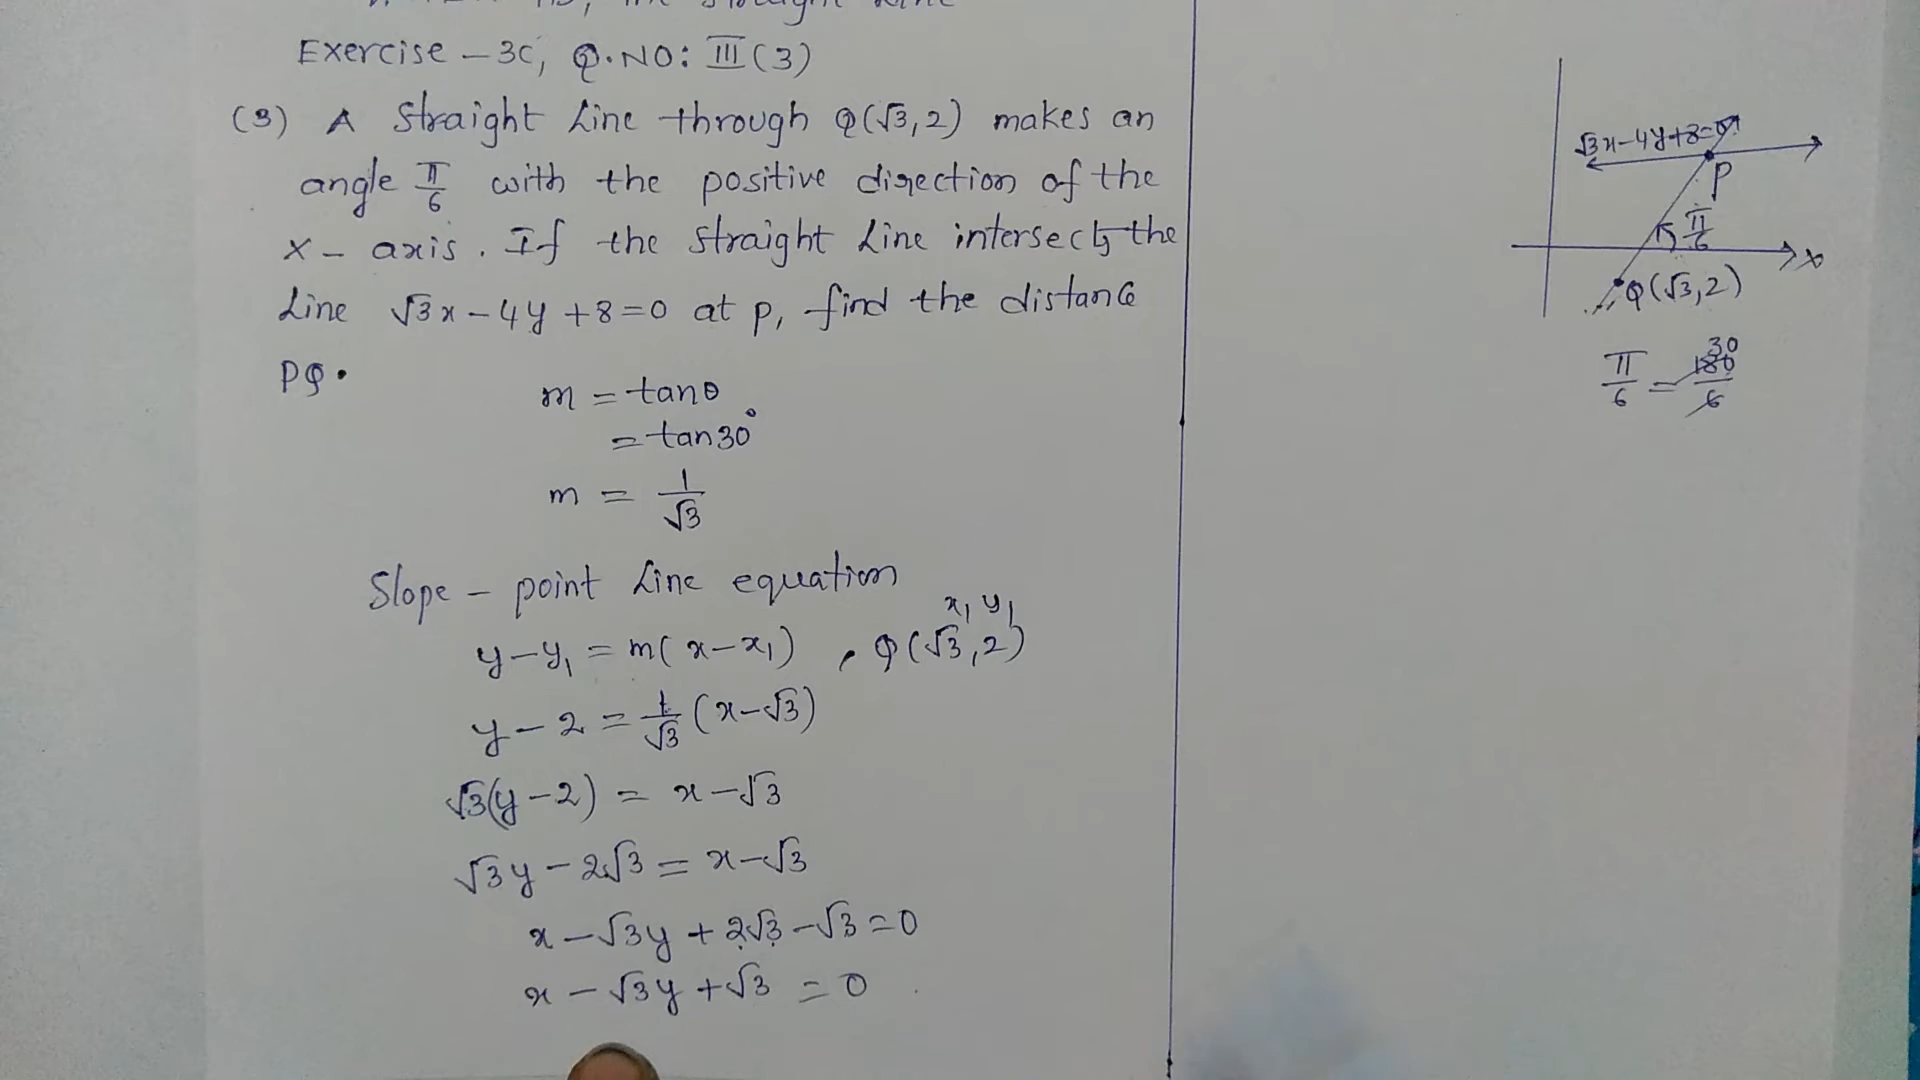 Exercise – 3C, Q.NO: III (3)
(3) A Straight Line through Q(√3, 2) makes an
angle π/6 with the positive direction of the
X – axis. If the straight Line intersects the
Line √3x – 4y + 8 = 0 at P, find the distance
PQ.
m = tanθ
= tan30°
m = 1/√3
Slope – point Line equation
x₁ y₁
y – y₁ = m(x – x₁) , Q(√3, 2)
y – 2 = 1/√3 (x – √3)
√3(y – 2) = x – √3
√3y – 2√3 = x – √3
x – √3y + 2√3 – √3 = 0
x – √3y + √3 = 0
√3x – 4y + 8 = 0
P
π/6
X
Q(√3, 2)
30
π/6 = 180/6